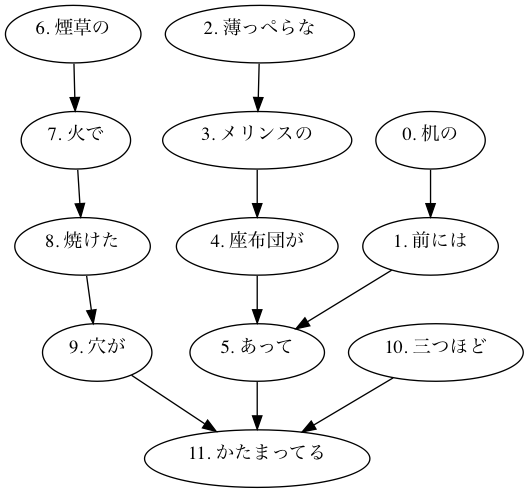 6. 煙草の
2. 薄っぺらな
7. 火で
3. メリンスの
0. 机の
8. 焼けた
4. 座布団が
1. 前には
9. 穴が
5. あって
10. 三つほど
11. かたまってる